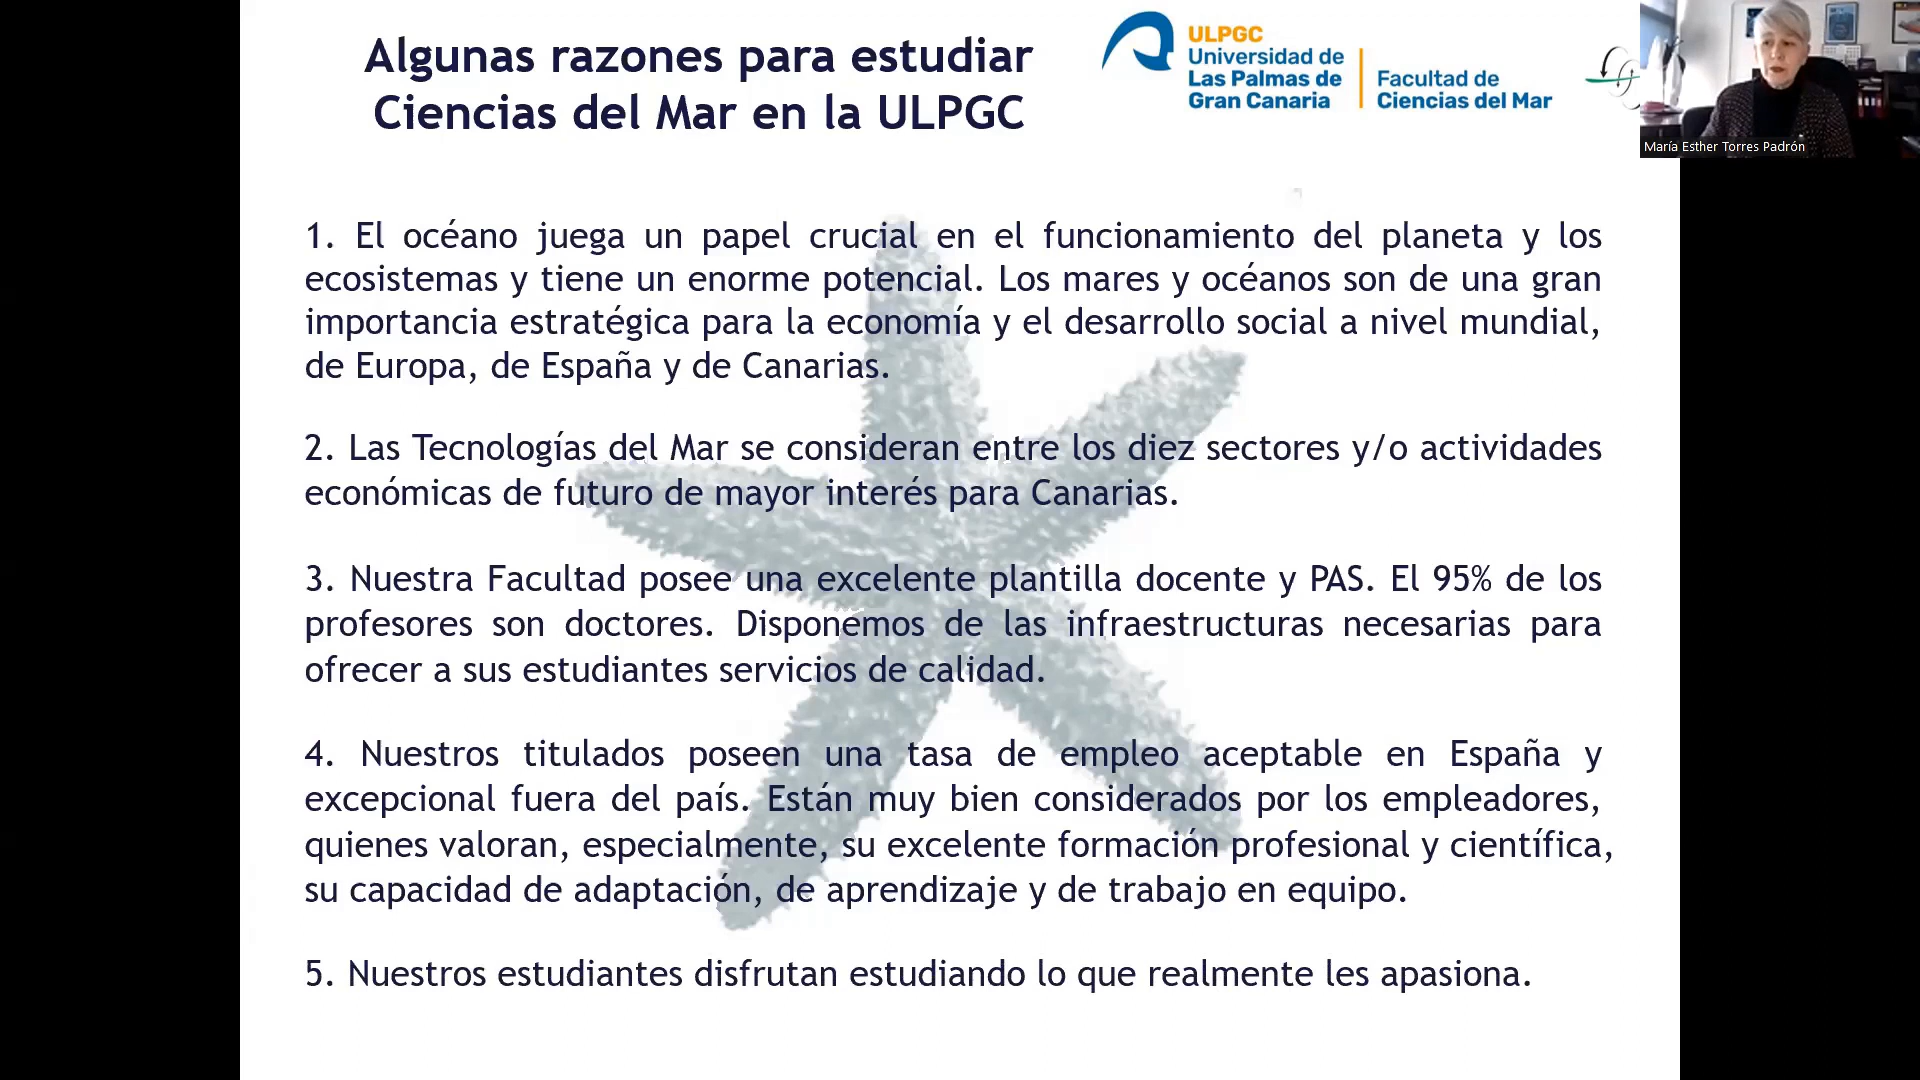 Algunas razones para estudiar
Ciencias del Mar en la ULPGC
ULPGC
Universidad de
Las Palmas de
Gran Canaria
Facultad de
Ciencias del Mar
María Esther Torres Padrón
1. El océano juega un papel crucial en el funcionamiento del planeta y los
ecosistemas y tiene un enorme potencial. Los mares y océanos son de una gran
importancia estratégica para la economía y el desarrollo social a nivel mundial,
de Europa, de España y de Canarias.
2. Las Tecnologías del Mar se consideran entre los diez sectores y/o actividades
económicas de futuro de mayor interés para Canarias.
3. Nuestra Facultad posee una excelente plantilla docente y PAS. El 95% de los
profesores son doctores. Disponemos de las infraestructuras necesarias para
ofrecer a sus estudiantes servicios de calidad.
4. Nuestros titulados poseen una tasa de empleo aceptable en España y
excepcional fuera del país. Están muy bien considerados por los empleadores,
quienes valoran, especialmente, su excelente formación profesional y científica,
su capacidad de adaptación, de aprendizaje y de trabajo en equipo.
5. Nuestros estudiantes disfrutan estudiando lo que realmente les apasiona.